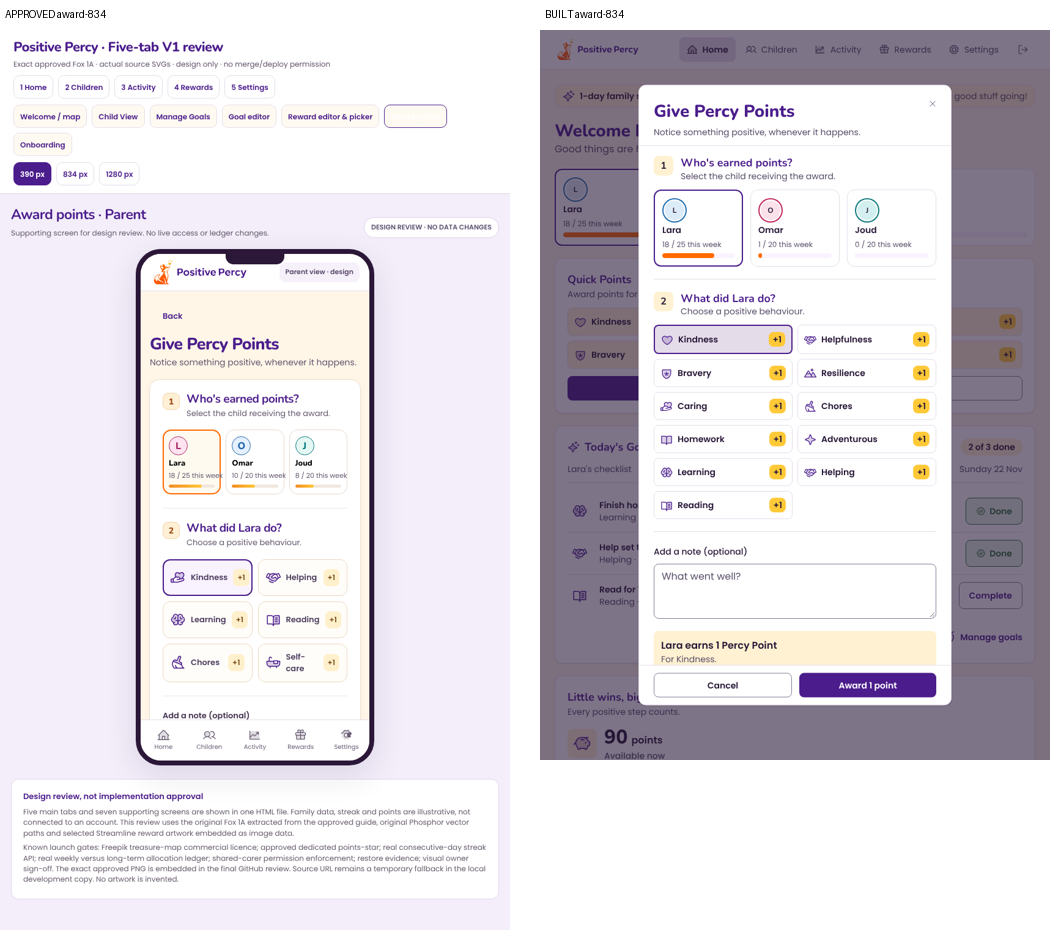 APPROVED award-834
Positive Percy · Five-tab V1 review
Exact approved Fox 1A · actual source SVGs · design only · no merge/deploy permission
1 Home
2 Children
3 Activity
4 Rewards
5 Settings
Welcome / map
Child View
Manage Goals
Goal editor
Reward editor & picker
Onboarding
390 px
834 px
1280 px
Award points · Parent
Supporting screen for design review. No live access or ledger changes.
DESIGN REVIEW · NO DATA CHANGES
Positive Percy
Parent view · design
Back
Give Percy Points
Notice something positive, whenever it happens.
1
Who's earned points?
Select the child receiving the award.
L
Lara
18 / 25 this week
O
Omar
10 / 20 this week
J
Joud
8 / 20 this week
2
What did Lara do?
Choose a positive behaviour.
Kindness +1
Helping +1
Learning +1
Reading +1
Chores +1
Self-
care
+1
Add a note (optional)
Home
Children
Activity
Rewards
Settings
Design review, not implementation approval
Five main tabs and seven supporting screens are shown in one HTML file. Family data, streak and points are illustrative, not
connected to an account. This review uses the original Fox 1A extracted from the approved guide, original Phosphor vector
paths and selected Streamline reward artwork embedded as image data.
Known launch gates: Freepik treasure-map commercial licence; approved dedicated points-star; real consecutive-day streak
API; real weekly versus long-term allocation ledger; shared-carer permission enforcement; restore evidence; visual owner
sign-off. The exact approved PNG is embedded in the final GitHub review. Source URL remains a temporary fallback in the local
development copy. No artwork is invented.
BUILT award-834
Positive Percy
Home
Children
Activity
Rewards
Settings
1-day family
good stuff going!
Welcome
Good things are
L
Lara
18 / 25 this week
Quick Points
Award points for
Kindness
+1
Bravery
+1
Today's Go
2 of 3 done
Lara's checklist
Sunday 22 Nov
Finish ho
Learning
Done
Help set
Helping ·
Done
Read for
Reading
Complete
Manage goals
Little wins, big
Every positive step counts.
90 points
Available now
Give Percy Points
×
Notice something positive, whenever it happens.
1
Who's earned points?
Select the child receiving the award.
L
Lara
18 / 25 this week
O
Omar
1 / 20 this week
J
Joud
0 / 20 this week
2
What did Lara do?
Choose a positive behaviour.
Kindness +1
Helpfulness +1
Bravery +1
Resilience +1
Caring +1
Chores +1
Homework +1
Adventurous +1
Learning +1
Helping +1
Reading +1
Add a note (optional)
What went well?
Lara earns 1 Percy Point
For Kindness.
Cancel
Award 1 point